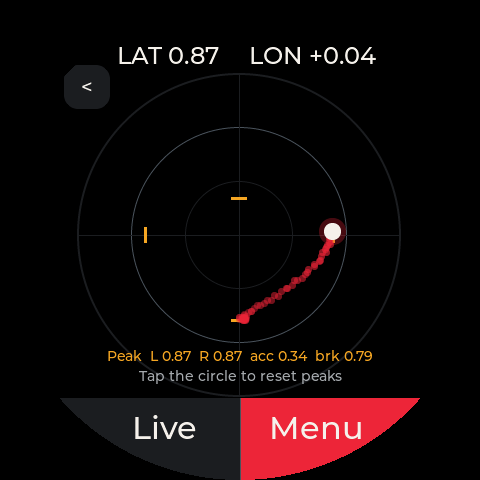 LAT 0.87 LON +0.04
<
Peak L 0.87 R 0.87 acc 0.34 brk 0.79
Tap the circle to reset peaks
Live Menu